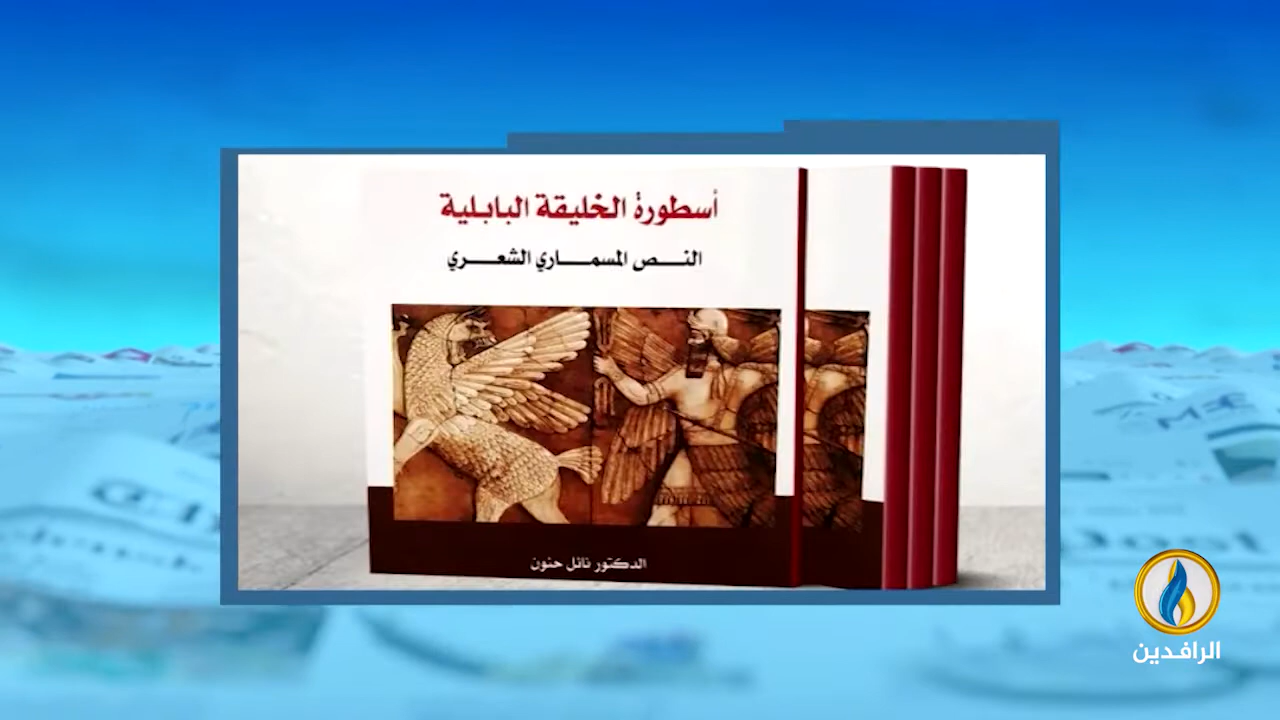 أسطورة الخليقة البابلية
النص المسماري الشعري
الدكتور نائل حنون
الرافدين